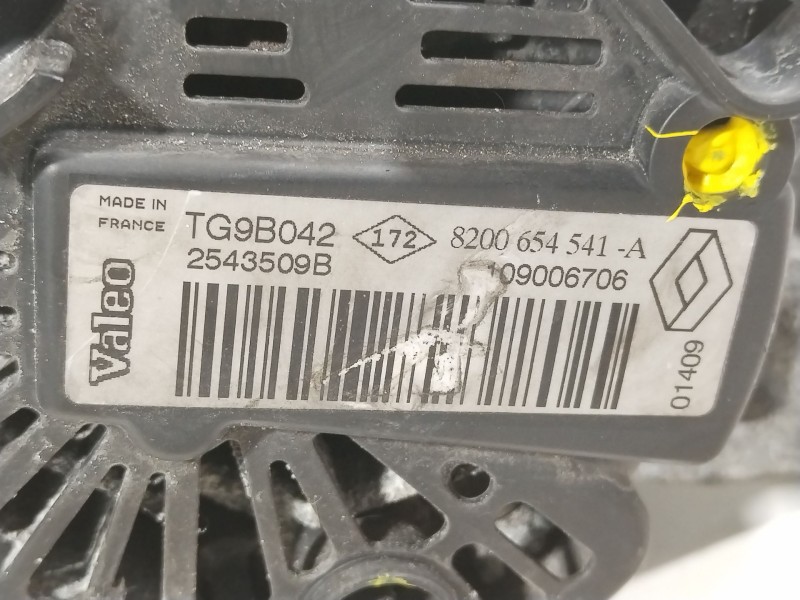 MADE IN
FRANCE
Valeo
TG9B042 172 8200 654 541 -A
2543509B 109006706
01409